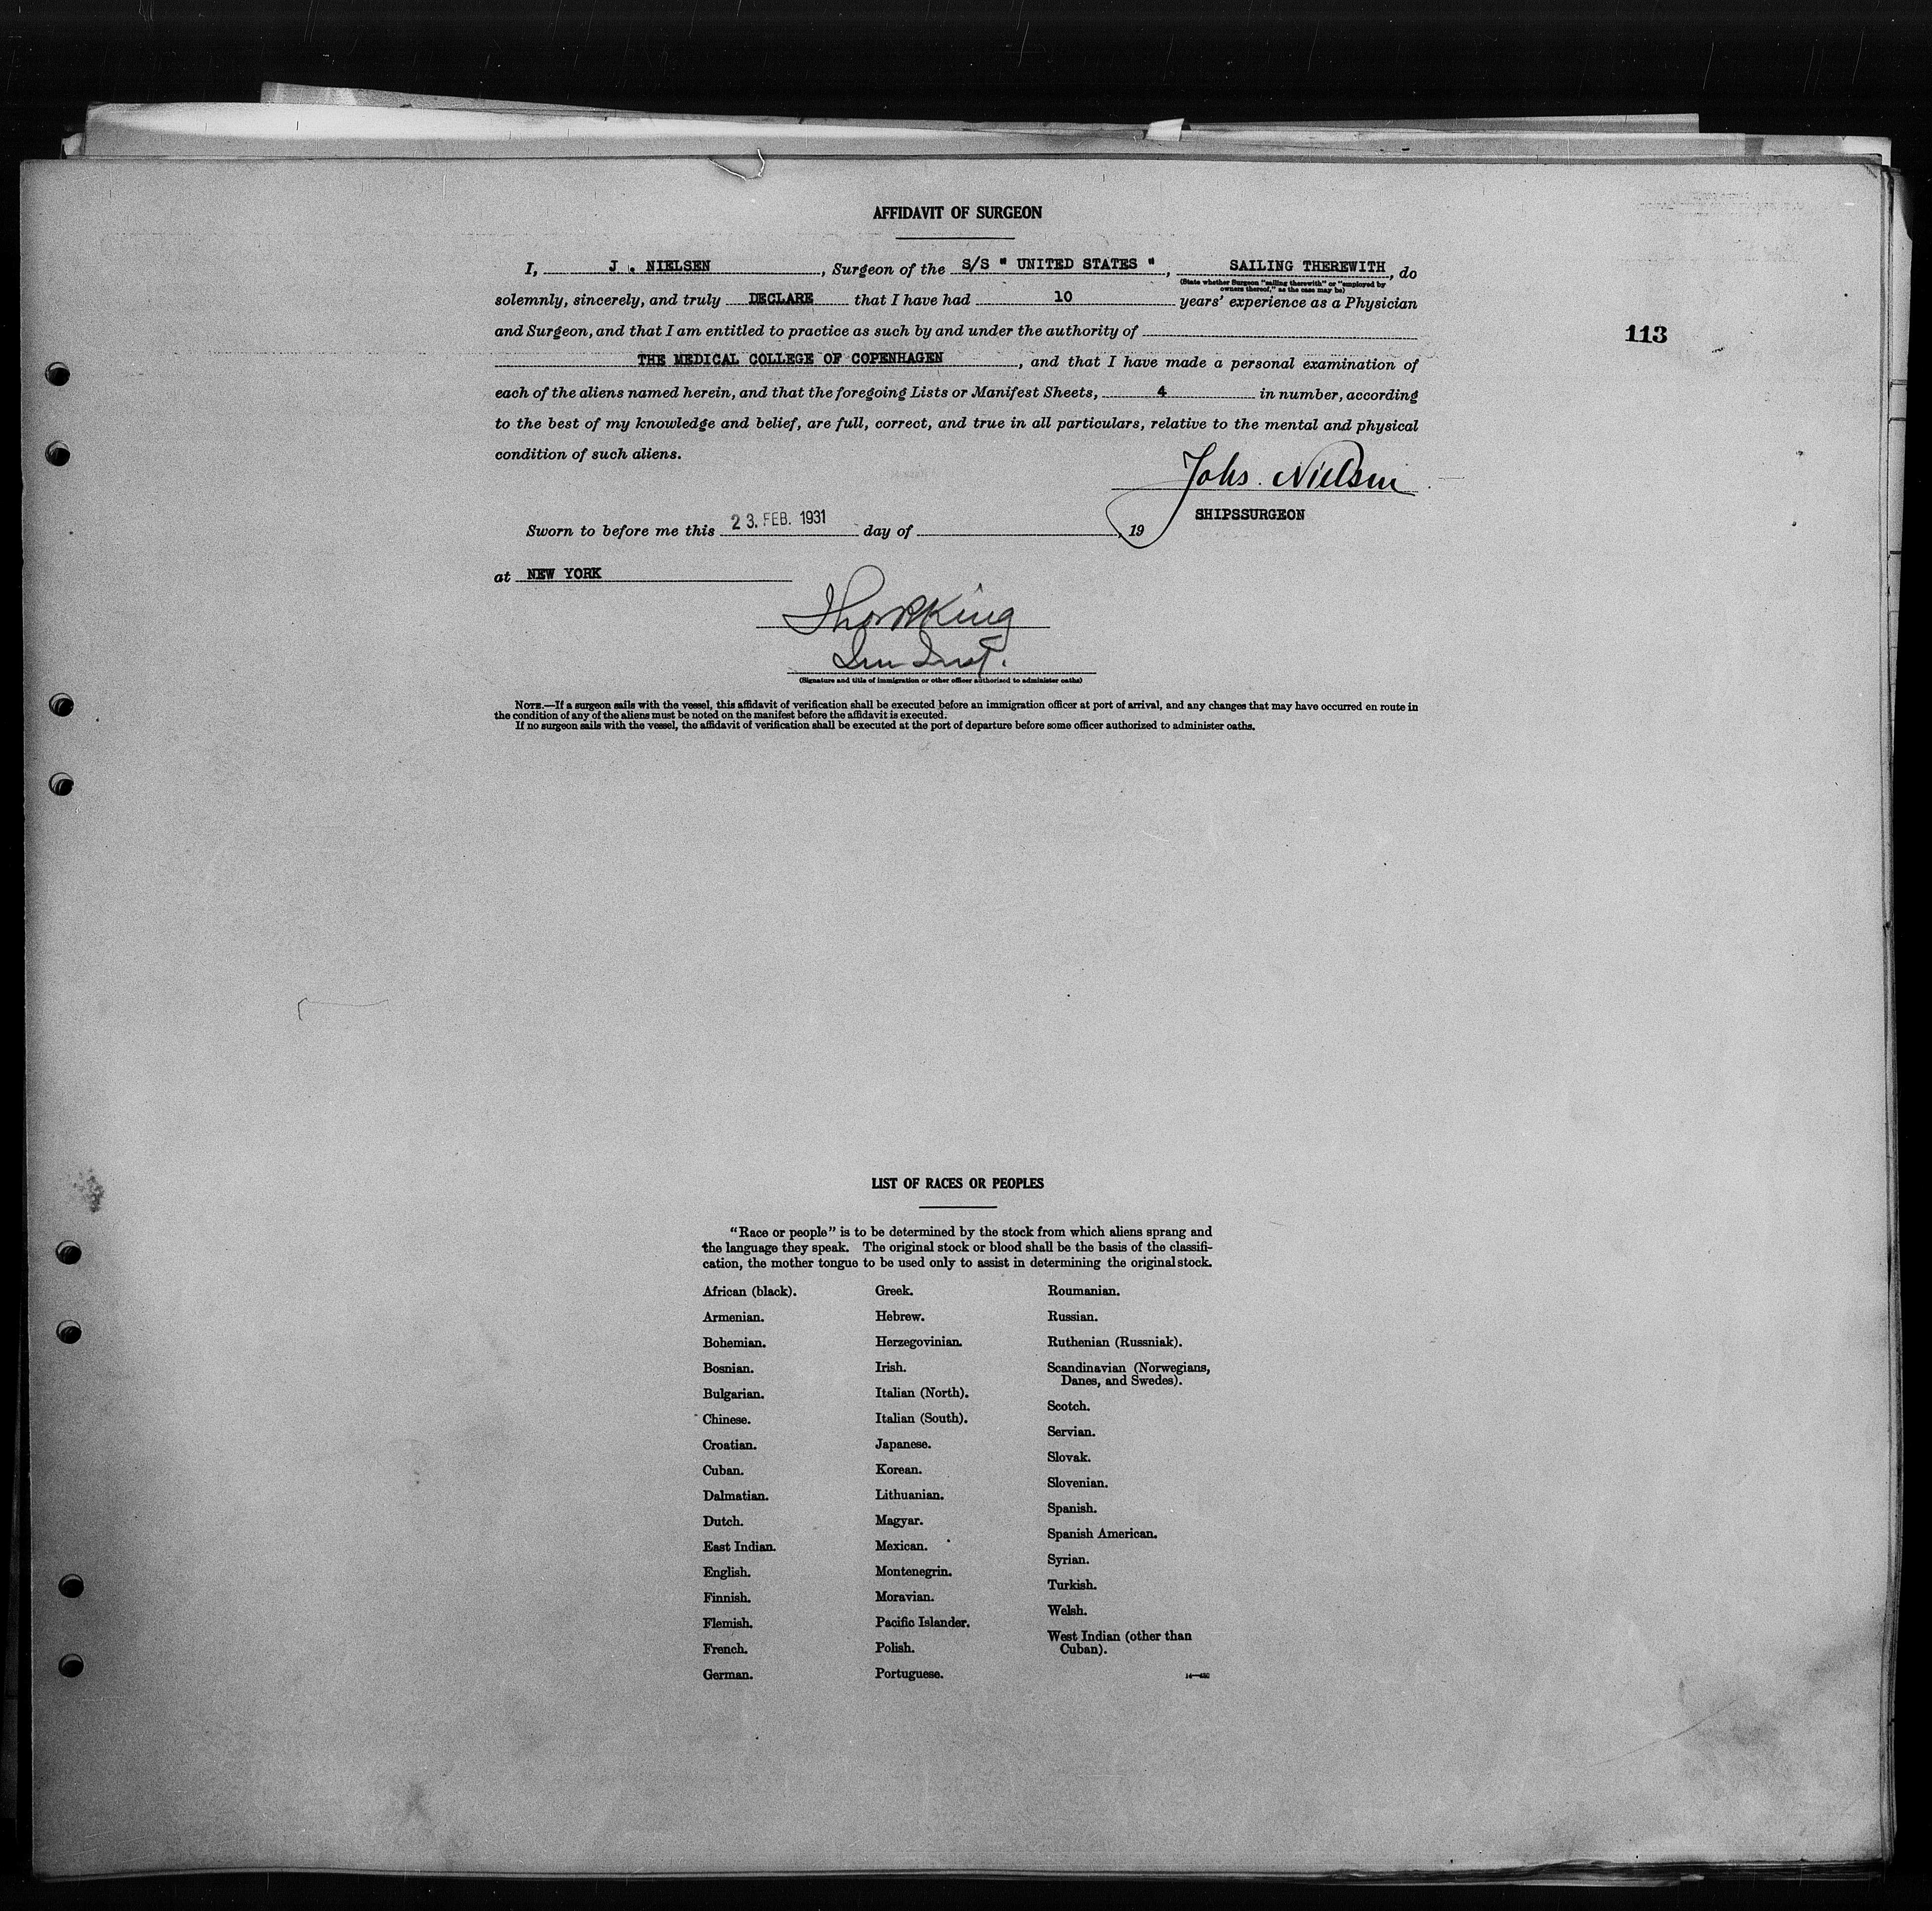 AFFIDAVIT OF SURGEON
I, J. NIELSEN, Surgeon of the S/S " UNITED STATES ", SAILING THEREWITH, do
(State whether Surgeon "sailing therewith" or "employed by
owners thereof," as the case may be)
solemnly, sincerely, and truly DECLARE that I have had 10 years' experience as a Physician
and Surgeon, and that I am entitled to practice as such by and under the authority of
113
THE MEDICAL COLLEGE OF COPENHAGEN, and that I have made a personal examination of
each of the aliens named herein, and that the foregoing Lists or Manifest Sheets, 4 in number, according
to the best of my knowledge and belief, are full, correct, and true in all particulars, relative to the mental and physical
condition of such aliens.
Johs. Nielsen
SHIPSSURGEON
Sworn to before me this 23. FEB. 1931 day of , 19
at NEW YORK
King
(Signature and title of immigration or other officer authorized to administer oaths)
NOTE.—If a surgeon sails with the vessel, this affidavit of verification shall be executed before an immigration officer at port of arrival, and any changes that may have occurred en route in
the condition of any of the aliens must be noted on the manifest before the affidavit is executed.
If no surgeon sails with the vessel, the affidavit of verification shall be executed at the port of departure before some officer authorized to administer oaths.
LIST OF RACES OR PEOPLES
"Race or people" is to be determined by the stock from which aliens sprang and
the language they speak. The original stock or blood shall be the basis of the classifi-
cation, the mother tongue to be used only to assist in determining the original stock.
African (black).
Armenian.
Bohemian.
Bosnian.
Bulgarian.
Chinese.
Croatian.
Cuban.
Dalmatian.
Dutch.
East Indian.
English.
Finnish.
Flemish.
French.
German.
Greek.
Hebrew.
Herzegovinian.
Irish.
Italian (North).
Italian (South).
Japanese.
Korean.
Lithuanian.
Magyar.
Mexican.
Montenegrin.
Moravian.
Pacific Islander.
Polish.
Portuguese.
Roumanian.
Russian.
Ruthenian (Russniak).
Scandinavian (Norwegians,
Danes, and Swedes).
Scotch.
Servian.
Slovak.
Slovenian.
Spanish.
Spanish American.
Syrian.
Turkish.
Welsh.
West Indian (other than
Cuban).